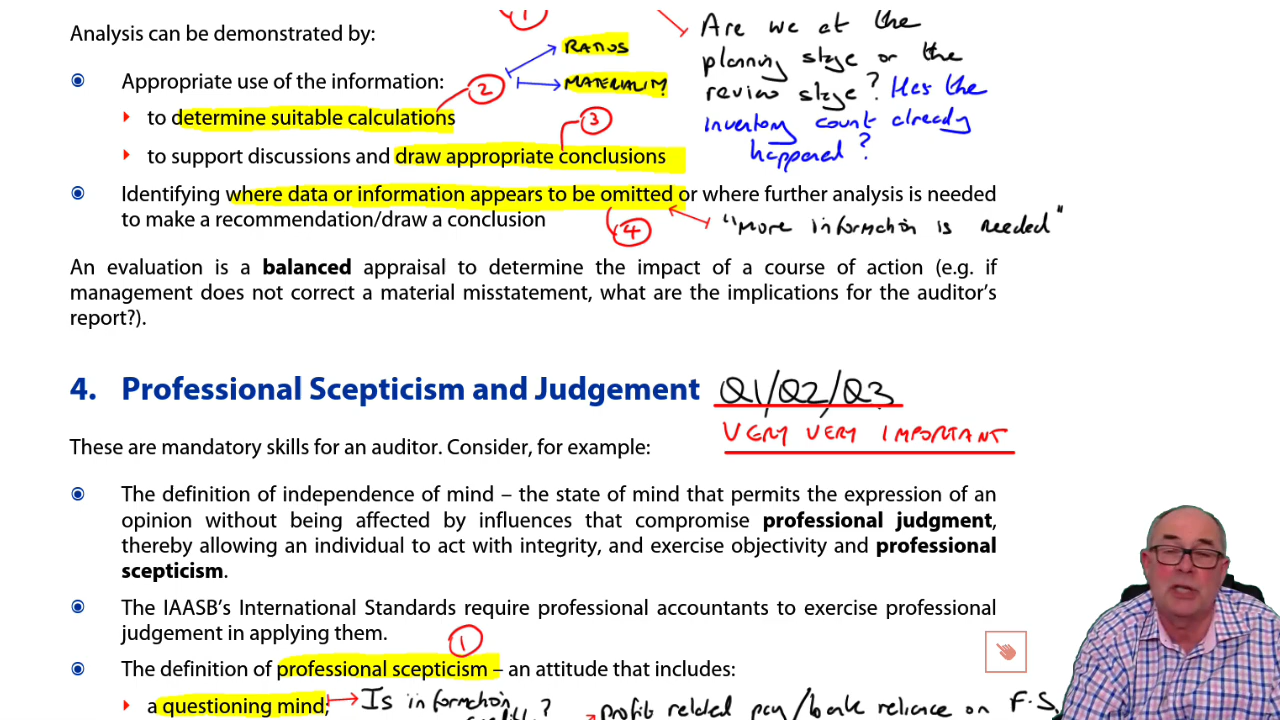 Analysis can be demonstrated by:
1
Are we at the
planning stage or the
review stage? Has the
inventory count already
happened?
RATIOS
Appropriate use of the information:
2
MATERIALITY
to determine suitable calculations
3
to support discussions and draw appropriate conclusions
Identifying where data or information appears to be omitted or where further analysis is needed
to make a recommendation/draw a conclusion
4
"More information is needed"
An evaluation is a balanced appraisal to determine the impact of a course of action (e.g. if
management does not correct a material misstatement, what are the implications for the auditor's
report?).
4. Professional Scepticism and Judgement Q1/Q2/Q3
VERY VERY IMPORTANT
These are mandatory skills for an auditor. Consider, for example:
The definition of independence of mind – the state of mind that permits the expression of an
opinion without being affected by influences that compromise professional judgment,
thereby allowing an individual to act with integrity, and exercise objectivity and professional
scepticism.
The IAASB's International Standards require professional accountants to exercise professional
judgement in applying them.
1
The definition of professional scepticism – an attitude that includes:
a questioning mind; Is information
? Profit related pay/bank reliance on F.S.